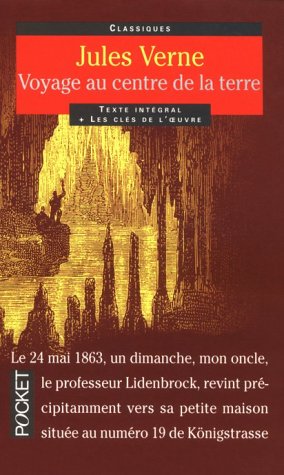 CLASSIQUES
Jules Verne
Voyage au centre de la terre
TEXTE INTÉGRAL
+ LES CLÉS DE L'ŒUVRE
Le 24 mai 1863, un dimanche, mon oncle,
le professeur Lidenbrock, revint pré-
cipitamment vers sa petite maison
située au numéro 19 de Königstrasse
POCKET